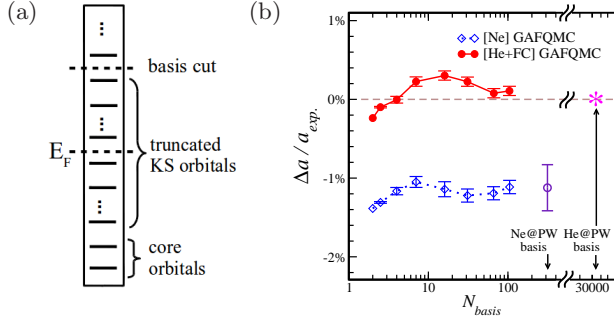 (a)
basis cut
E_F
truncated
KS orbitals
core
orbitals
(b)
[Ne] GAFQMC
[He+FC] GAFQMC
Δa / a_exp.
0%
-1%
-2%
Ne@PW
basis
He@PW
basis
1
10
100
30000
N_basis